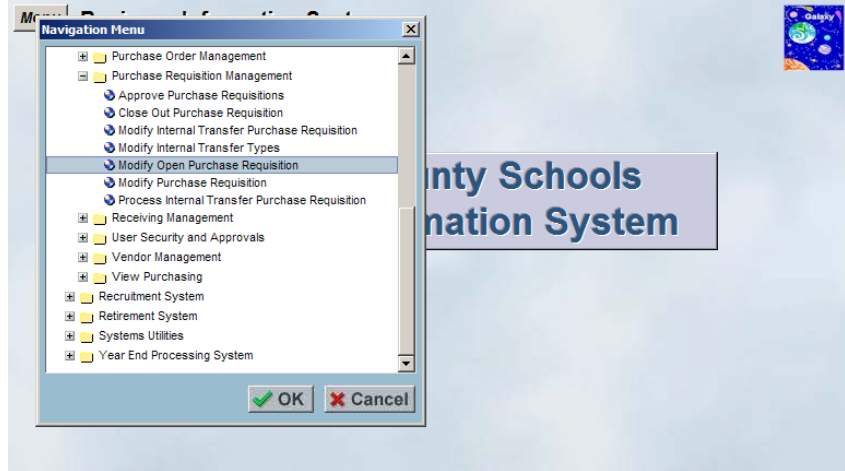 Menu
Navigation Menu
Galaxy
Purchase Order Management
Purchase Requisition Management
Approve Purchase Requisitions
Close Out Purchase Requisition
Modify Internal Transfer Purchase Requisition
Modify Internal Transfer Types
Modify Open Purchase Requisition
Modify Purchase Requisition
Process Internal Transfer Purchase Requisition
Receiving Management
User Security and Approvals
Vendor Management
View Purchasing
Recruitment System
Retirement System
Systems Utilities
Year End Processing System
OK Cancel
unty Schools
mation System